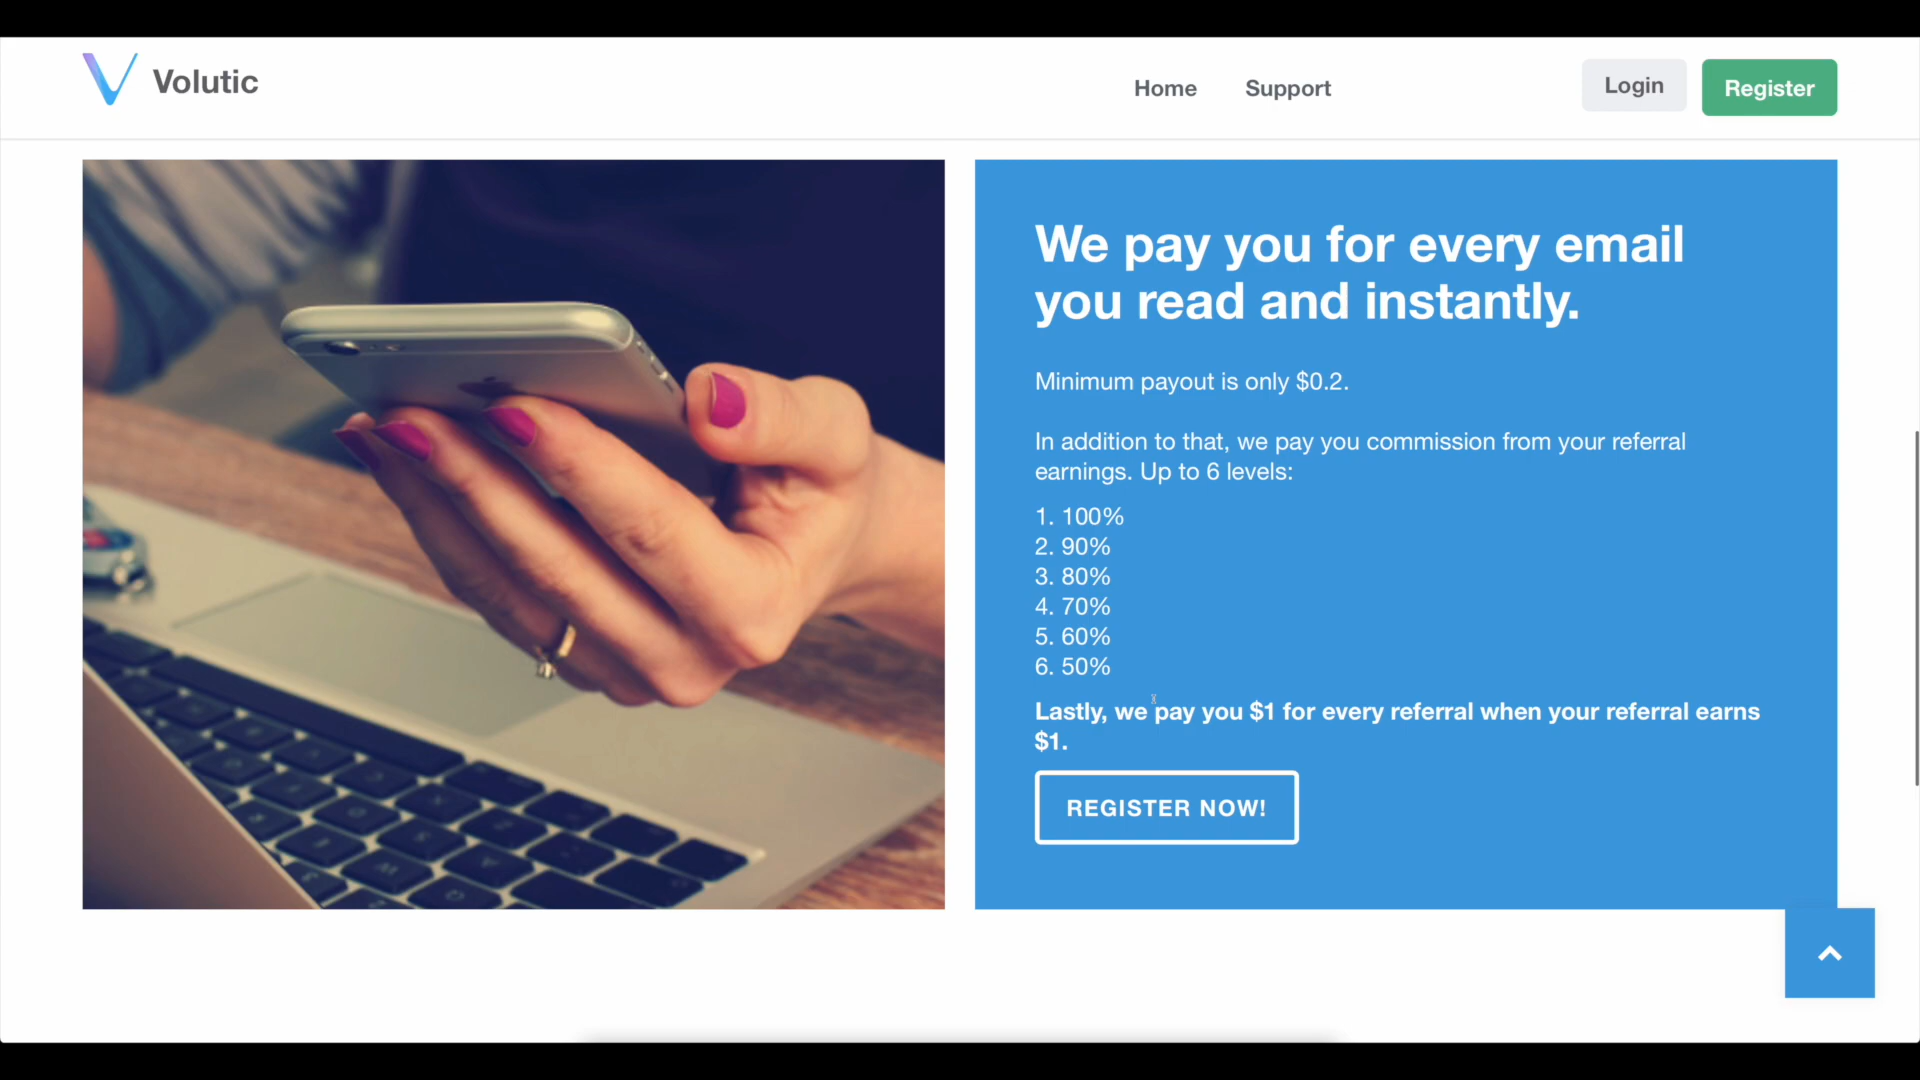 Volutic
Home
Support
Login
Register
We pay you for every email
you read and instantly.
Minimum payout is only $0.2.
In addition to that, we pay you commission from your referral
earnings. Up to 6 levels:
1. 100%
2. 90%
3. 80%
4. 70%
5. 60%
6. 50%
Lastly, we pay you $1 for every referral when your referral earns
$1.
REGISTER NOW!